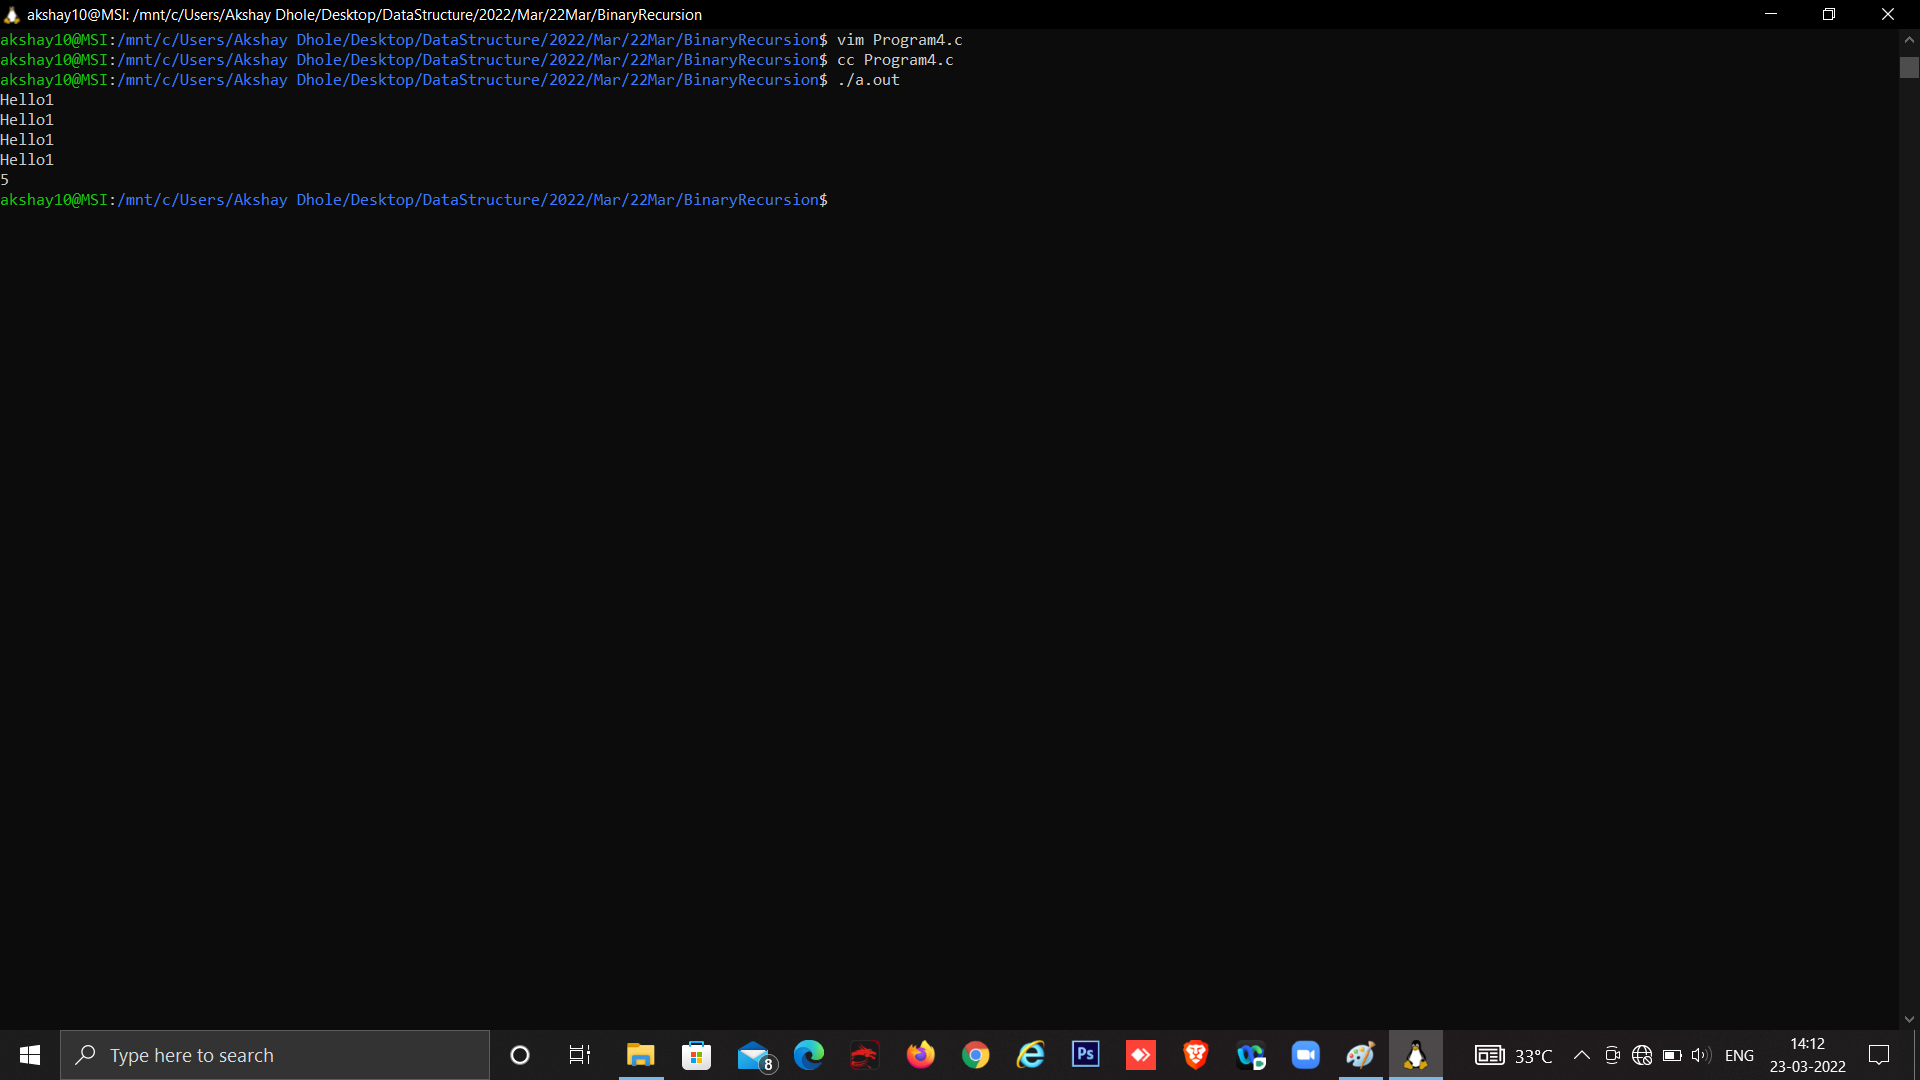 akshay10@MSI: /mnt/c/Users/Akshay Dhole/Desktop/DataStructure/2022/Mar/22Mar/BinaryRecursion
akshay10@MSI:/mnt/c/Users/Akshay Dhole/Desktop/DataStructure/2022/Mar/22Mar/BinaryRecursion$ vim Program4.c
akshay10@MSI:/mnt/c/Users/Akshay Dhole/Desktop/DataStructure/2022/Mar/22Mar/BinaryRecursion$ cc Program4.c
akshay10@MSI:/mnt/c/Users/Akshay Dhole/Desktop/DataStructure/2022/Mar/22Mar/BinaryRecursion$ ./a.out
Hello1
Hello1
Hello1
Hello1
5
akshay10@MSI:/mnt/c/Users/Akshay Dhole/Desktop/DataStructure/2022/Mar/22Mar/BinaryRecursion$
Type here to search
8
Ps
33°C
ENG
14:12
23-03-2022